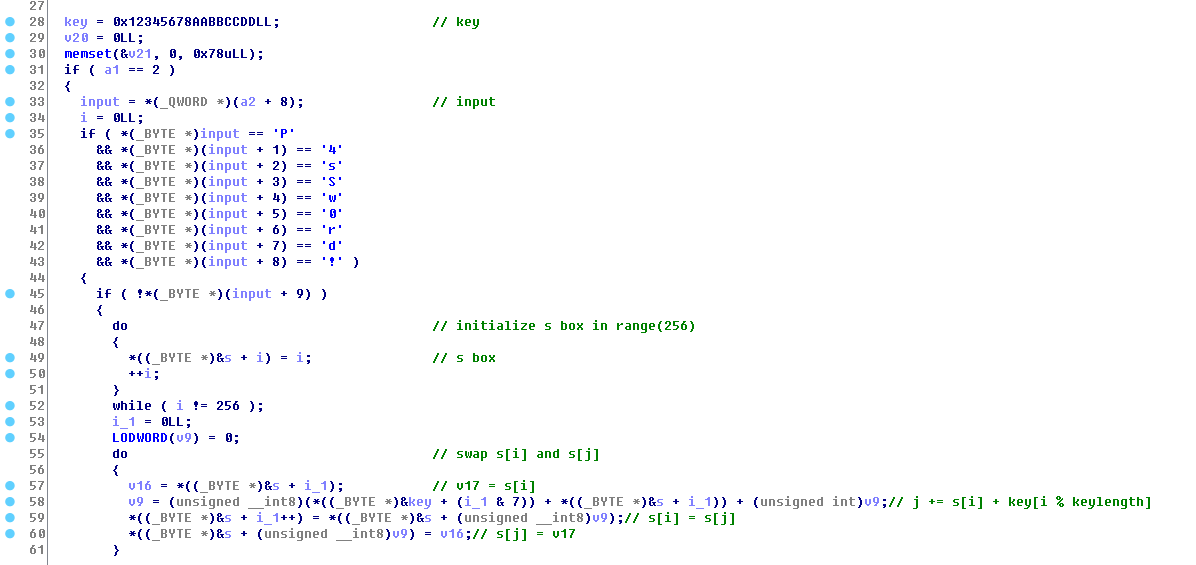 27
28 key = 0x12345678AABBCCDDLL; // key
29 v20 = 0LL;
30 memset(&v21, 0, 0x78uLL);
31 if ( a1 == 2 )
32 {
33 input = *(_QWORD *)(a2 + 8); // input
34 i = 0LL;
35 if ( *(_BYTE *)input == 'P'
36 && *(_BYTE *)(input + 1) == '4'
37 && *(_BYTE *)(input + 2) == 's'
38 && *(_BYTE *)(input + 3) == 'S'
39 && *(_BYTE *)(input + 4) == 'w'
40 && *(_BYTE *)(input + 5) == '0'
41 && *(_BYTE *)(input + 6) == 'r'
42 && *(_BYTE *)(input + 7) == 'd'
43 && *(_BYTE *)(input + 8) == '!' )
44 {
45 if ( !*(_BYTE *)(input + 9) )
46 {
47 do // initialize s box in range(256)
48 {
49 *((_BYTE *)&s + i) = i; // s box
50 ++i;
51 }
52 while ( i != 256 );
53 i_1 = 0LL;
54 LODWORD(v9) = 0;
55 do // swap s[i] and s[j]
56 {
57 v16 = *((_BYTE *)&s + i_1); // v17 = s[i]
58 v9 = (unsigned __int8)(*((_BYTE *)&key + (i_1 & 7)) + *((_BYTE *)&s + i_1)) + (unsigned int)v9;// j += s[i] + key[i % keylength]
59 *((_BYTE *)&s + i_1++) = *((_BYTE *)&s + (unsigned __int8)v9);// s[i] = s[j]
60 *((_BYTE *)&s + (unsigned __int8)v9) = v16;// s[j] = v17
61 }